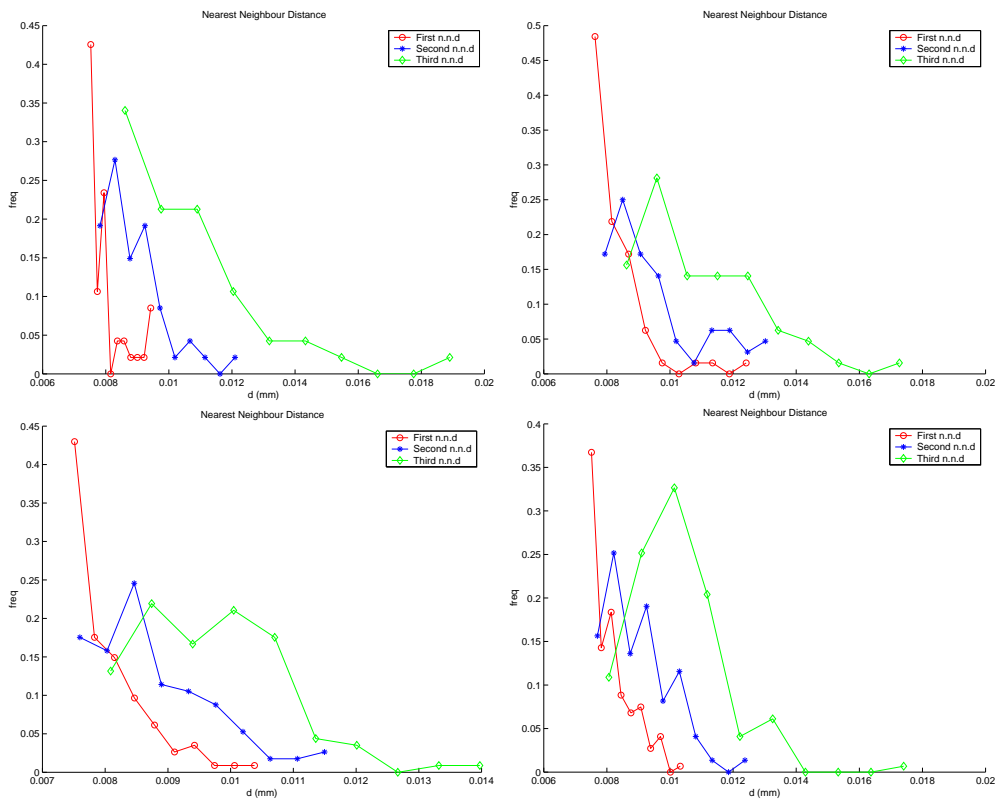 Nearest Neighbour Distance
0.45
0.4
0.35
0.3
0.25
0.2
0.15
0.1
0.05
0
freq
0.006 0.008 0.01 0.012 0.014 0.016 0.018 0.02
d (mm)
First n.n.d
Second n.n.d
Third n.n.d
Nearest Neighbour Distance
0.5
0.45
0.4
0.35
0.3
0.25
0.2
0.15
0.1
0.05
0
freq
0.006 0.008 0.01 0.012 0.014 0.016 0.018 0.02
d (mm)
First n.n.d
Second n.n.d
Third n.n.d
Nearest Neighbour Distance
0.45
0.4
0.35
0.3
0.25
0.2
0.15
0.1
0.05
0
freq
0.007 0.008 0.009 0.01 0.011 0.012 0.013 0.014
d (mm)
First n.n.d
Second n.n.d
Third n.n.d
Nearest Neighbour Distance
0.4
0.35
0.3
0.25
0.2
0.15
0.1
0.05
0
freq
0.006 0.008 0.01 0.012 0.014 0.016 0.018 0.02
d (mm)
First n.n.d
Second n.n.d
Third n.n.d